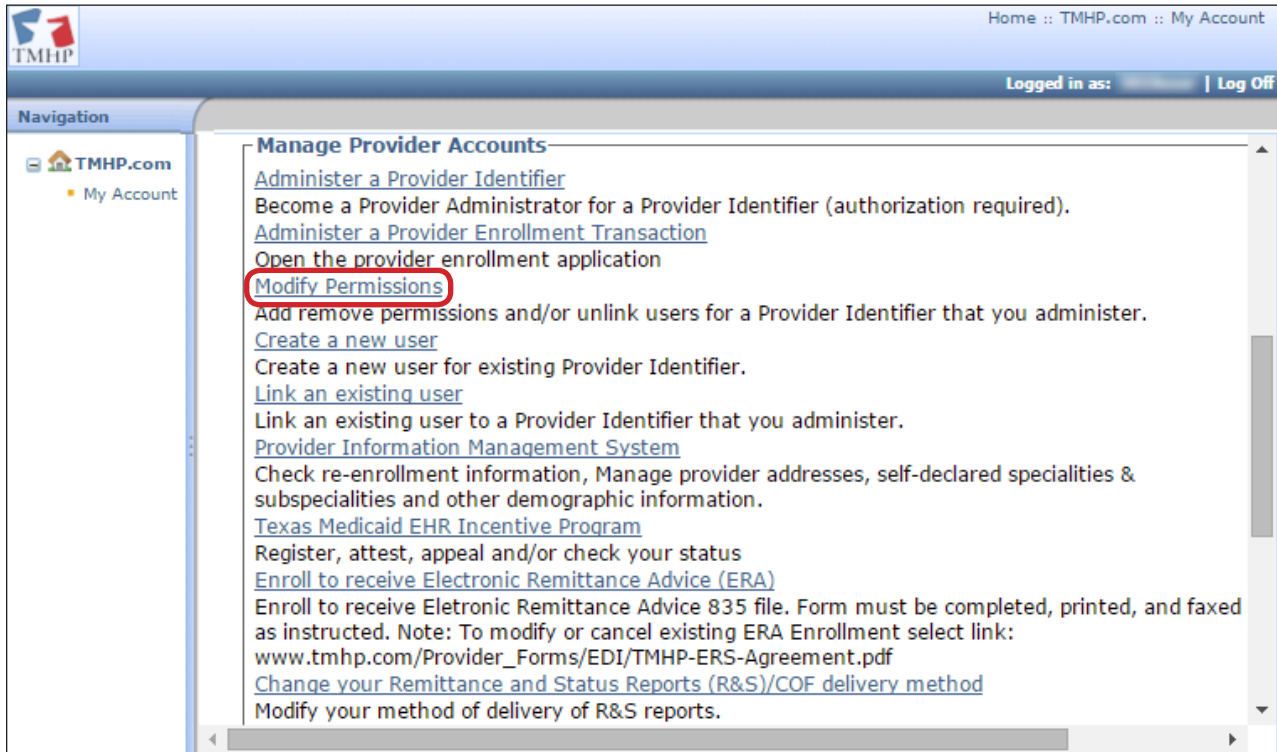 TMHP
Home :: TMHP.com :: My Account
Logged in as: | Log Off
Navigation
TMHP.com
My Account
Manage Provider Accounts
Administer a Provider Identifier
Become a Provider Administrator for a Provider Identifier (authorization required).
Administer a Provider Enrollment Transaction
Open the provider enrollment application
Modify Permissions
Add remove permissions and/or unlink users for a Provider Identifier that you administer.
Create a new user
Create a new user for existing Provider Identifier.
Link an existing user
Link an existing user to a Provider Identifier that you administer.
Provider Information Management System
Check re-enrollment information, Manage provider addresses, self-declared specialities &
subspecialities and other demographic information.
Texas Medicaid EHR Incentive Program
Register, attest, appeal and/or check your status
Enroll to receive Electronic Remittance Advice (ERA)
Enroll to receive Eletronic Remittance Advice 835 file. Form must be completed, printed, and faxed
as instructed. Note: To modify or cancel existing ERA Enrollment select link:
www.tmhp.com/Provider_Forms/EDI/TMHP-ERS-Agreement.pdf
Change your Remittance and Status Reports (R&S)/COF delivery method
Modify your method of delivery of R&S reports.